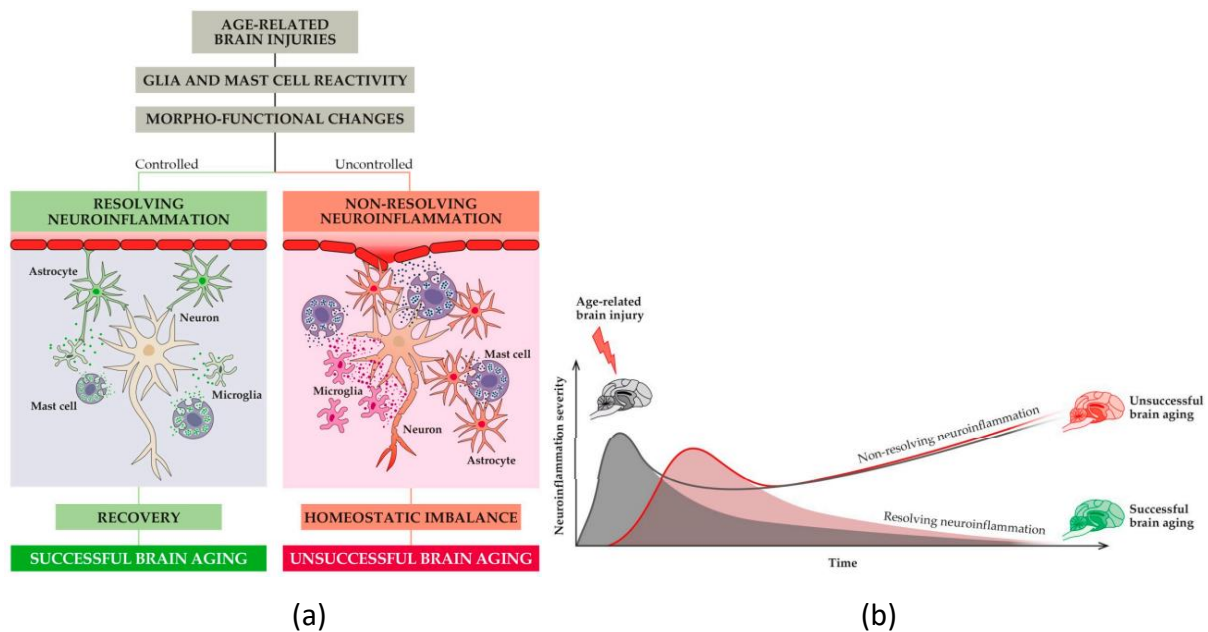 AGE-RELATED
BRAIN INJURIES
GLIA AND MAST CELL REACTIVITY
MORPHO-FUNCTIONAL CHANGES
Controlled
Uncontrolled
RESOLVING
NEUROINFLAMMATION
Astrocyte
Neuron
Mast cell
Microglia
RECOVERY
SUCCESSFUL BRAIN AGING
NON-RESOLVING
NEUROINFLAMMATION
Mast cell
Microglia
Neuron
Astrocyte
HOMEOSTATIC IMBALANCE
UNSUCCESSFUL BRAIN AGING
(a)
Age-related
brain injury
Neuroinflammation severity
Non-resolving neuroinflammation
Unsuccessful
brain aging
Resolving neuroinflammation
Successful
brain aging
Time
(b)